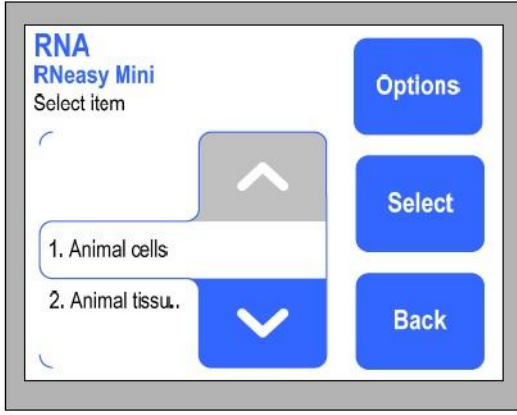 RNA
RNeasy Mini
Select item
1. Animal cells
2. Animal tissu..
Options
Select
Back